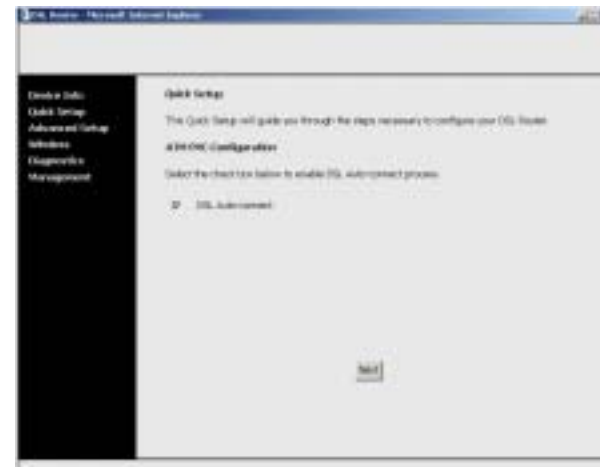 DSL Router - Microsoft Internet Explorer
Device Info
Quick Setup
Advanced Setup
Wireless
Diagnostics
Management
Quick Setup
This Quick Setup will guide you through the steps necessary to configure your DSL Router.
ATM PVC Configuration
Select the check box below to enable DSL Auto-connect process.
DSL Auto-connect
Next